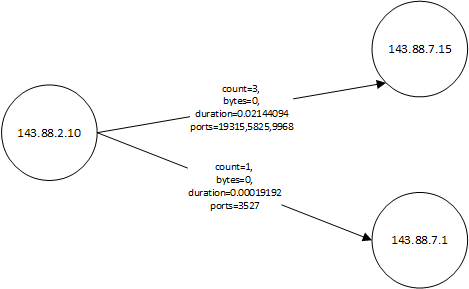 143.88.7.15
count=3,
bytes=0,
duration=0.02144094
ports=19315,5825,9968
143.88.2.10
count=1,
bytes=0,
duration=0.00019192
ports=3527
143.88.7.1